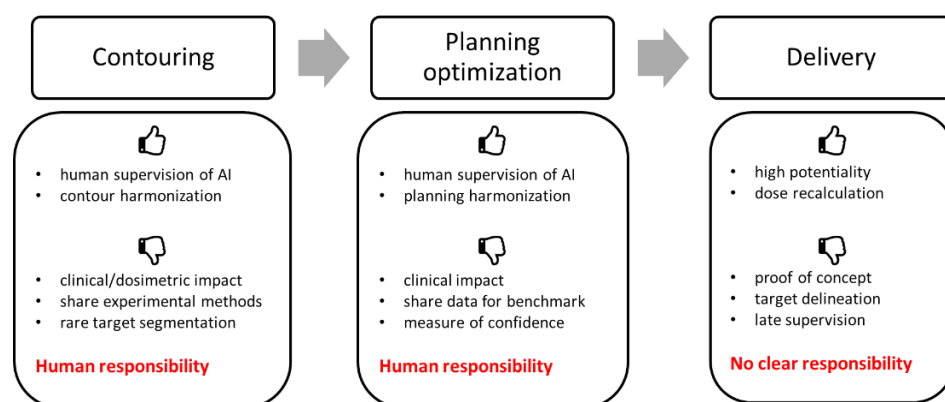 Contouring
Planning
optimization
Delivery
• human supervision of AI
• contour harmonization
• clinical/dosimetric impact
• share experimental methods
• rare target segmentation
Human responsibility
• human supervision of AI
• planning harmonization
• clinical impact
• share data for benchmark
• measure of confidence
Human responsibility
• high potentiality
• dose recalculation
• proof of concept
• target delineation
• late supervision
No clear responsibility